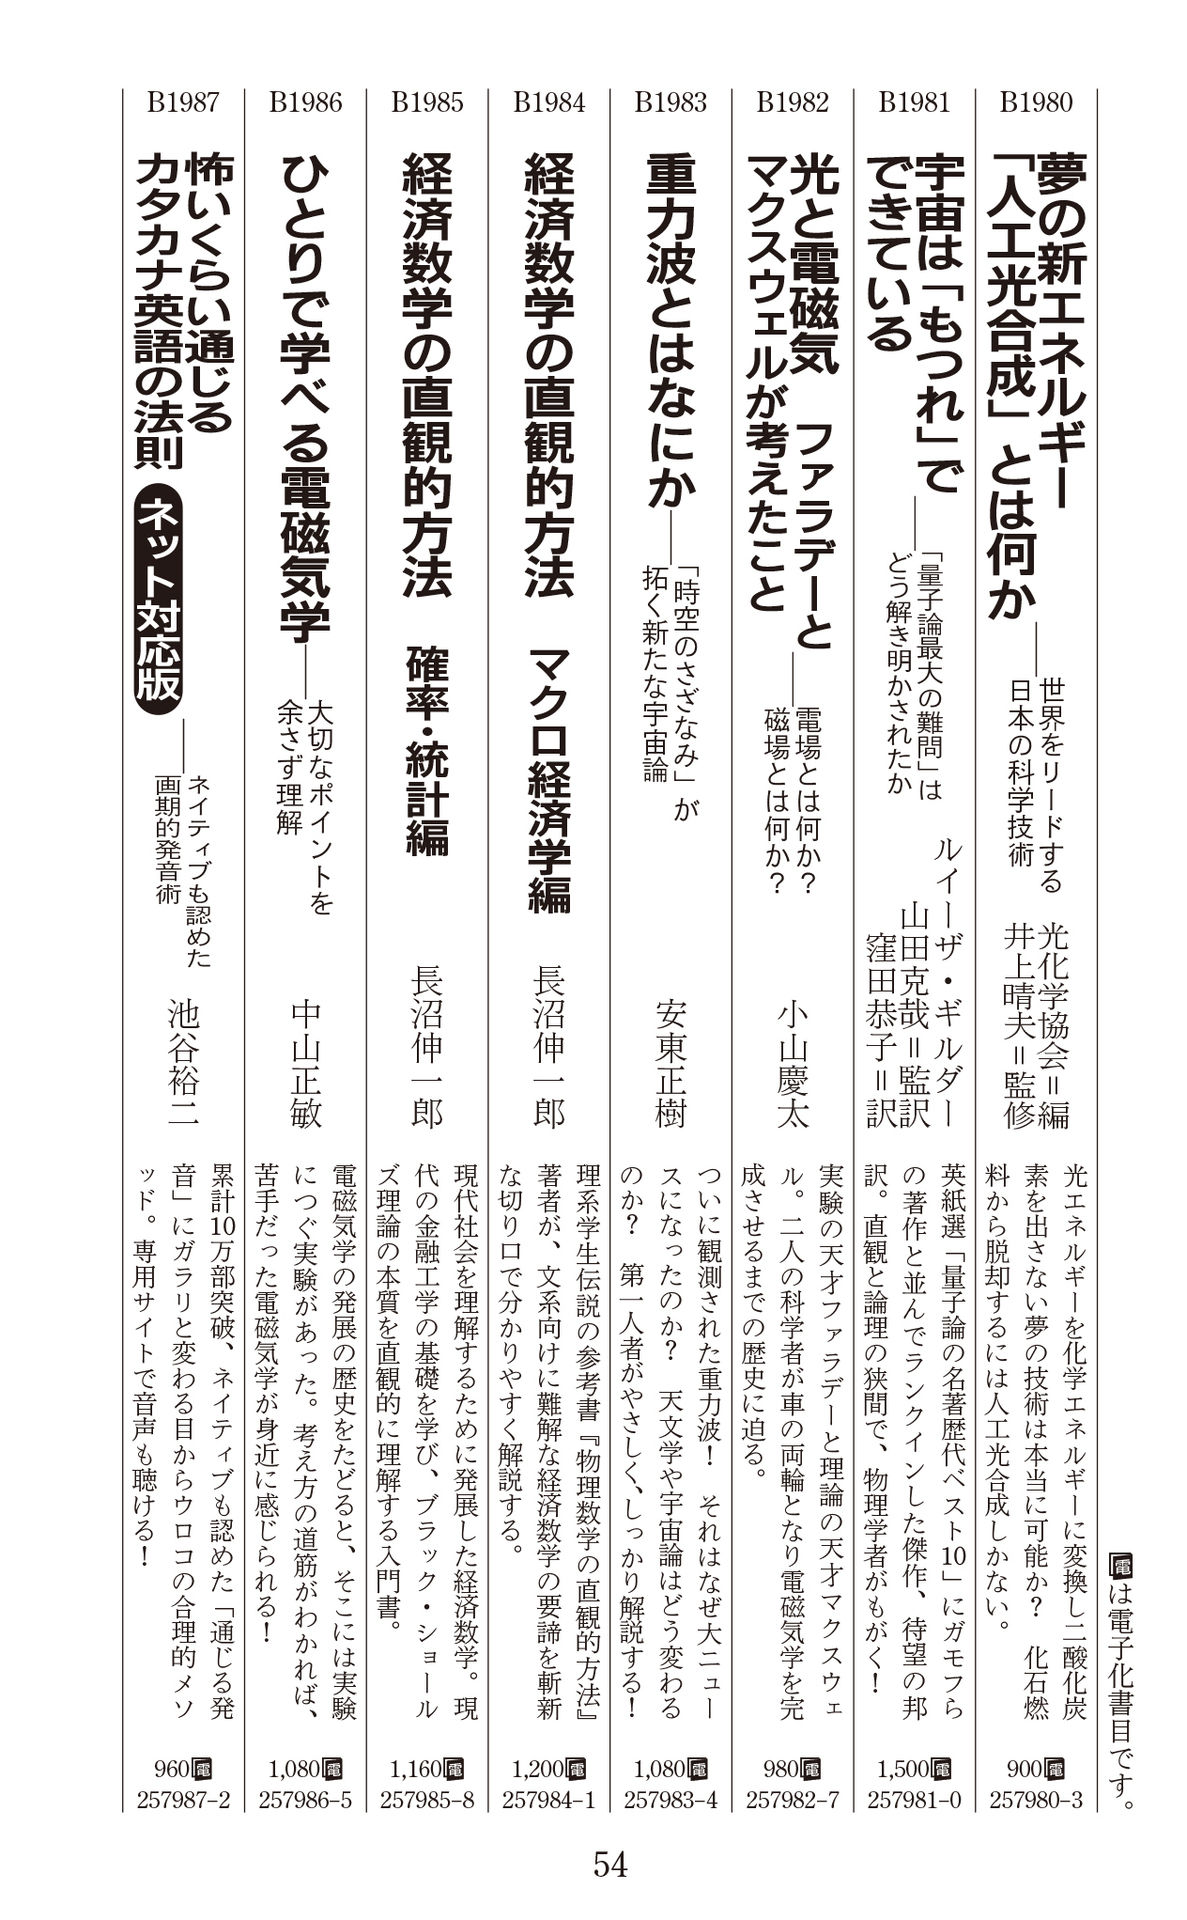 電は電子化書目です。
B1980
夢の新エネルギー
「人工光合成」とは何か
──世界をリードする
日本の科学技術
光化学協会＝編
井上晴夫＝監修
光エネルギーを化学エネルギーに変換し二酸化炭
素を出さない夢の技術は本当に可能か？　化石燃
料から脱却するには人工光合成しかない。
900電
257980-3
B1981
宇宙は「もつれ」で
できている
──「量子論最大の難問」は
どう解き明かされたか
ルイーザ・ギルダー
山田克哉＝監訳
窪田恭子＝訳
英紙選「量子論の名著歴代ベスト10」にガモフら
の著作と並んでランクインした傑作、待望の邦
訳。直観と論理の狭間で、物理学者がもがく！
1,500電
257981-0
B1982
光と電磁気　ファラデーと
マクスウェルが考えたこと
──電場とは何か？
磁場とは何か？
小山慶太
実験の天才ファラデーと理論の天才マクスウェ
ル。二人の科学者が車の両輪となり電磁気学を完
成させるまでの歴史に迫る。
980電
257982-7
B1983
重力波とはなにか
──「時空のさざなみ」が
拓く新たな宇宙論
安東正樹
ついに観測された重力波！　それはなぜ大ニュー
スになったのか？　天文学や宇宙論はどう変わる
のか？　第一人者がやさしく、しっかり解説する！
1,080電
257983-4
B1984
経済数学の直観的方法　マクロ経済学編
長沼伸一郎
理系学生伝説の参考書『物理数学の直観的方法』
著者が、文系向けに難解な経済数学の要諦を斬新
な切り口で分かりやすく解説する。
1,200電
257984-1
B1985
経済数学の直観的方法　確率・統計編
長沼伸一郎
現代社会を理解するために発展した経済数学。現
代の金融工学の基礎を学び、ブラック・ショール
ズ理論の本質を直観的に理解する入門書。
1,160電
257985-8
B1986
ひとりで学べる電磁気学
──大切なポイントを
余さず理解
中山正敏
電磁気学の発展の歴史をたどると、そこには実験
につぐ実験があった。考え方の道筋がわかれば、
苦手だった電磁気学が身近に感じられる！
1,080電
257986-5
B1987
怖いくらい通じる
カタカナ英語の法則　ネット対応版
──ネイティブも認めた
画期的発音術
池谷裕二
累計10万部突破、ネイティブも認めた「通じる発
音」にガラリと変わる目からウロコの合理的メソ
ッド。専用サイトで音声も聴ける！
960電
257987-2
54